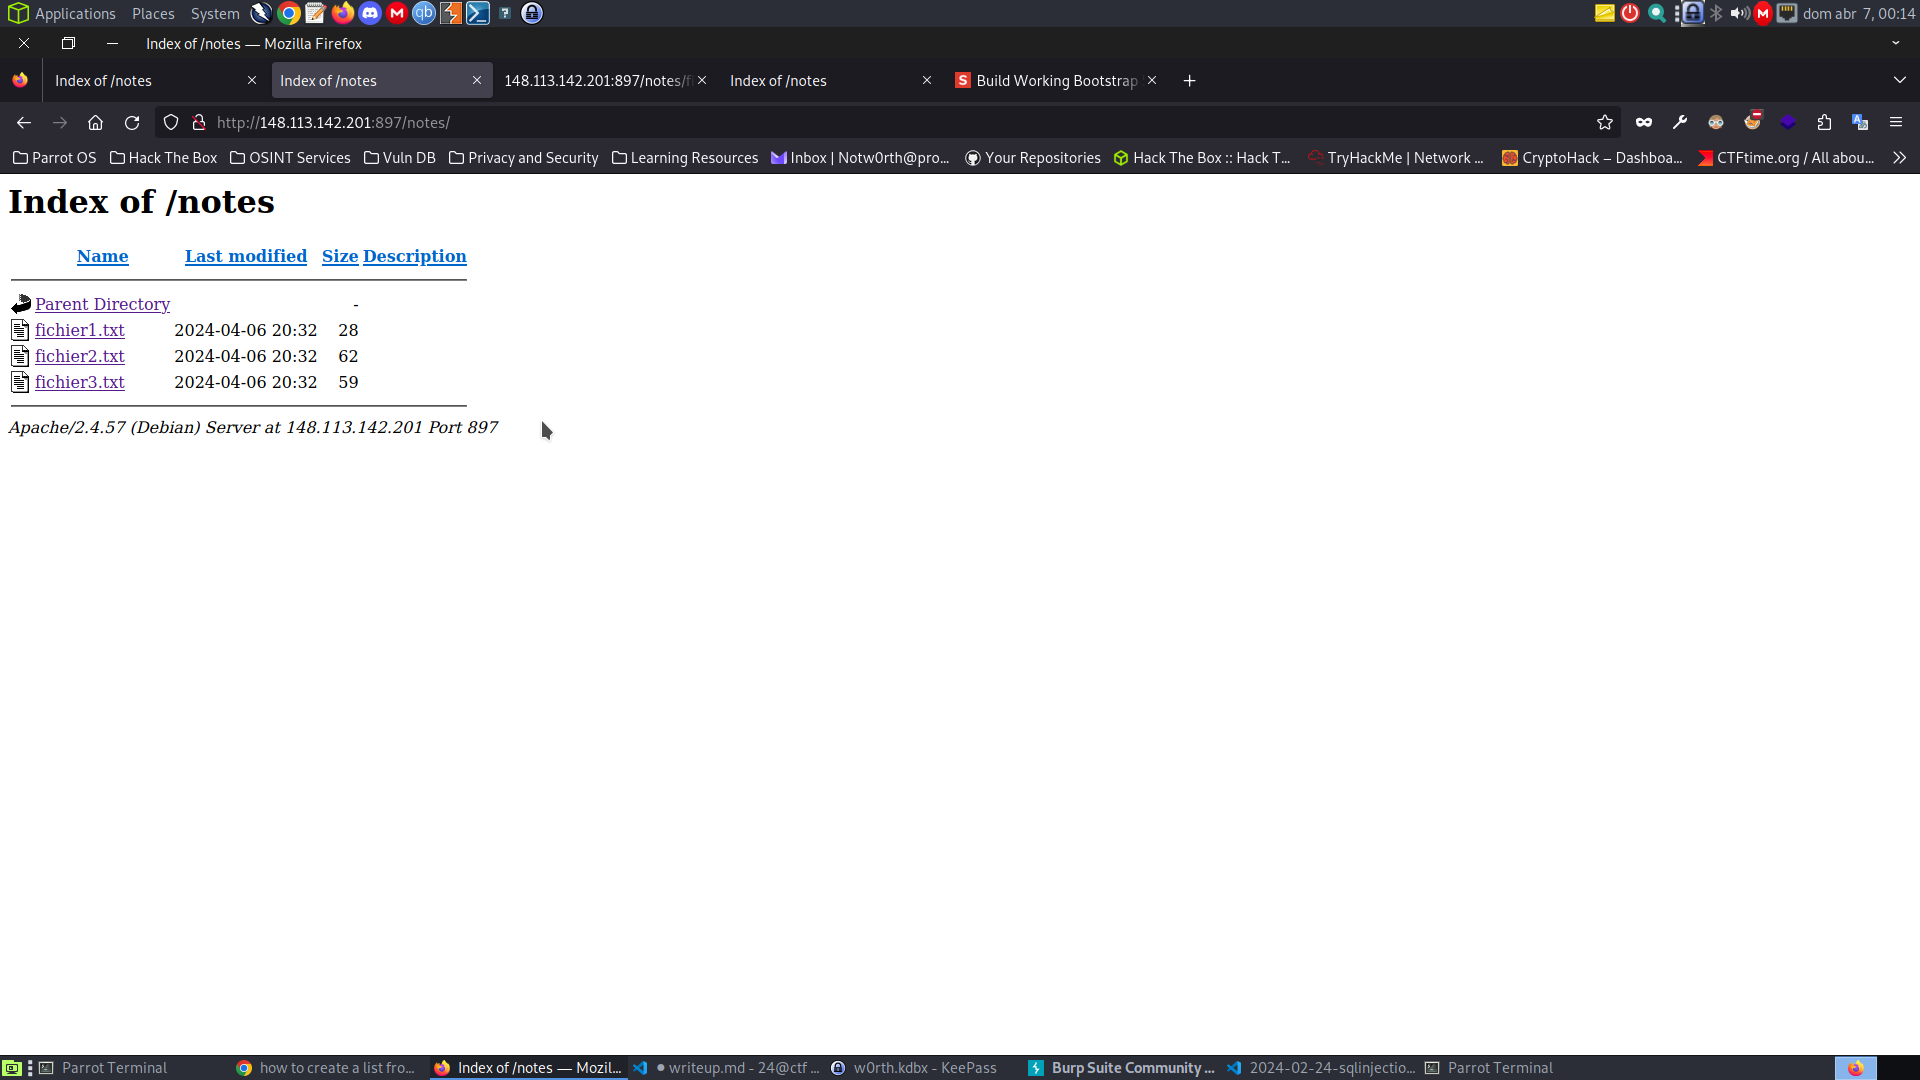 Applications Places System qb ? M dom abr 7, 00:14
Index of /notes — Mozilla Firefox
Index of /notes
Index of /notes
148.113.142.201:897/notes/fi
Index of /notes
S Build Working Bootstrap
http://148.113.142.201:897/notes/
Parrot OS Hack The Box OSINT Services Vuln DB Privacy and Security Learning Resources Inbox | Notw0rth@pro... Your Repositories Hack The Box :: Hack T... TryHackMe | Network ... CryptoHack – Dashboa... CTFtime.org / All abou...
Index of /notes
Name Last modified Size Description
Parent Directory -
fichier1.txt 2024-04-06 20:32 28
fichier2.txt 2024-04-06 20:32 62
fichier3.txt 2024-04-06 20:32 59
Apache/2.4.57 (Debian) Server at 148.113.142.201 Port 897
Parrot Terminal how to create a list fro... Index of /notes — Mozil... writeup.md - 24@ctf ... w0rth.kdbx - KeePass Burp Suite Community ... 2024-02-24-sqlinjectio... Parrot Terminal